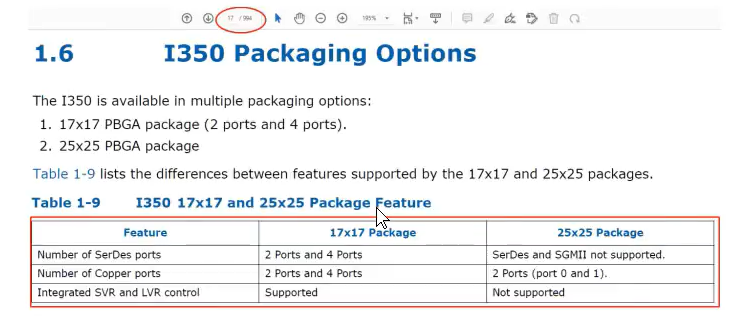 17 / 994 195%
1.6 I350 Packaging Options
The I350 is available in multiple packaging options:
1. 17x17 PBGA package (2 ports and 4 ports).
2. 25x25 PBGA package
Table 1-9 lists the differences between features supported by the 17x17 and 25x25 packages.
Table 1-9 I350 17x17 and 25x25 Package Feature
Feature 17x17 Package 25x25 Package
Number of SerDes ports 2 Ports and 4 Ports SerDes and SGMII not supported.
Number of Copper ports 2 Ports and 4 Ports 2 Ports (port 0 and 1).
Integrated SVR and LVR control Supported Not supported